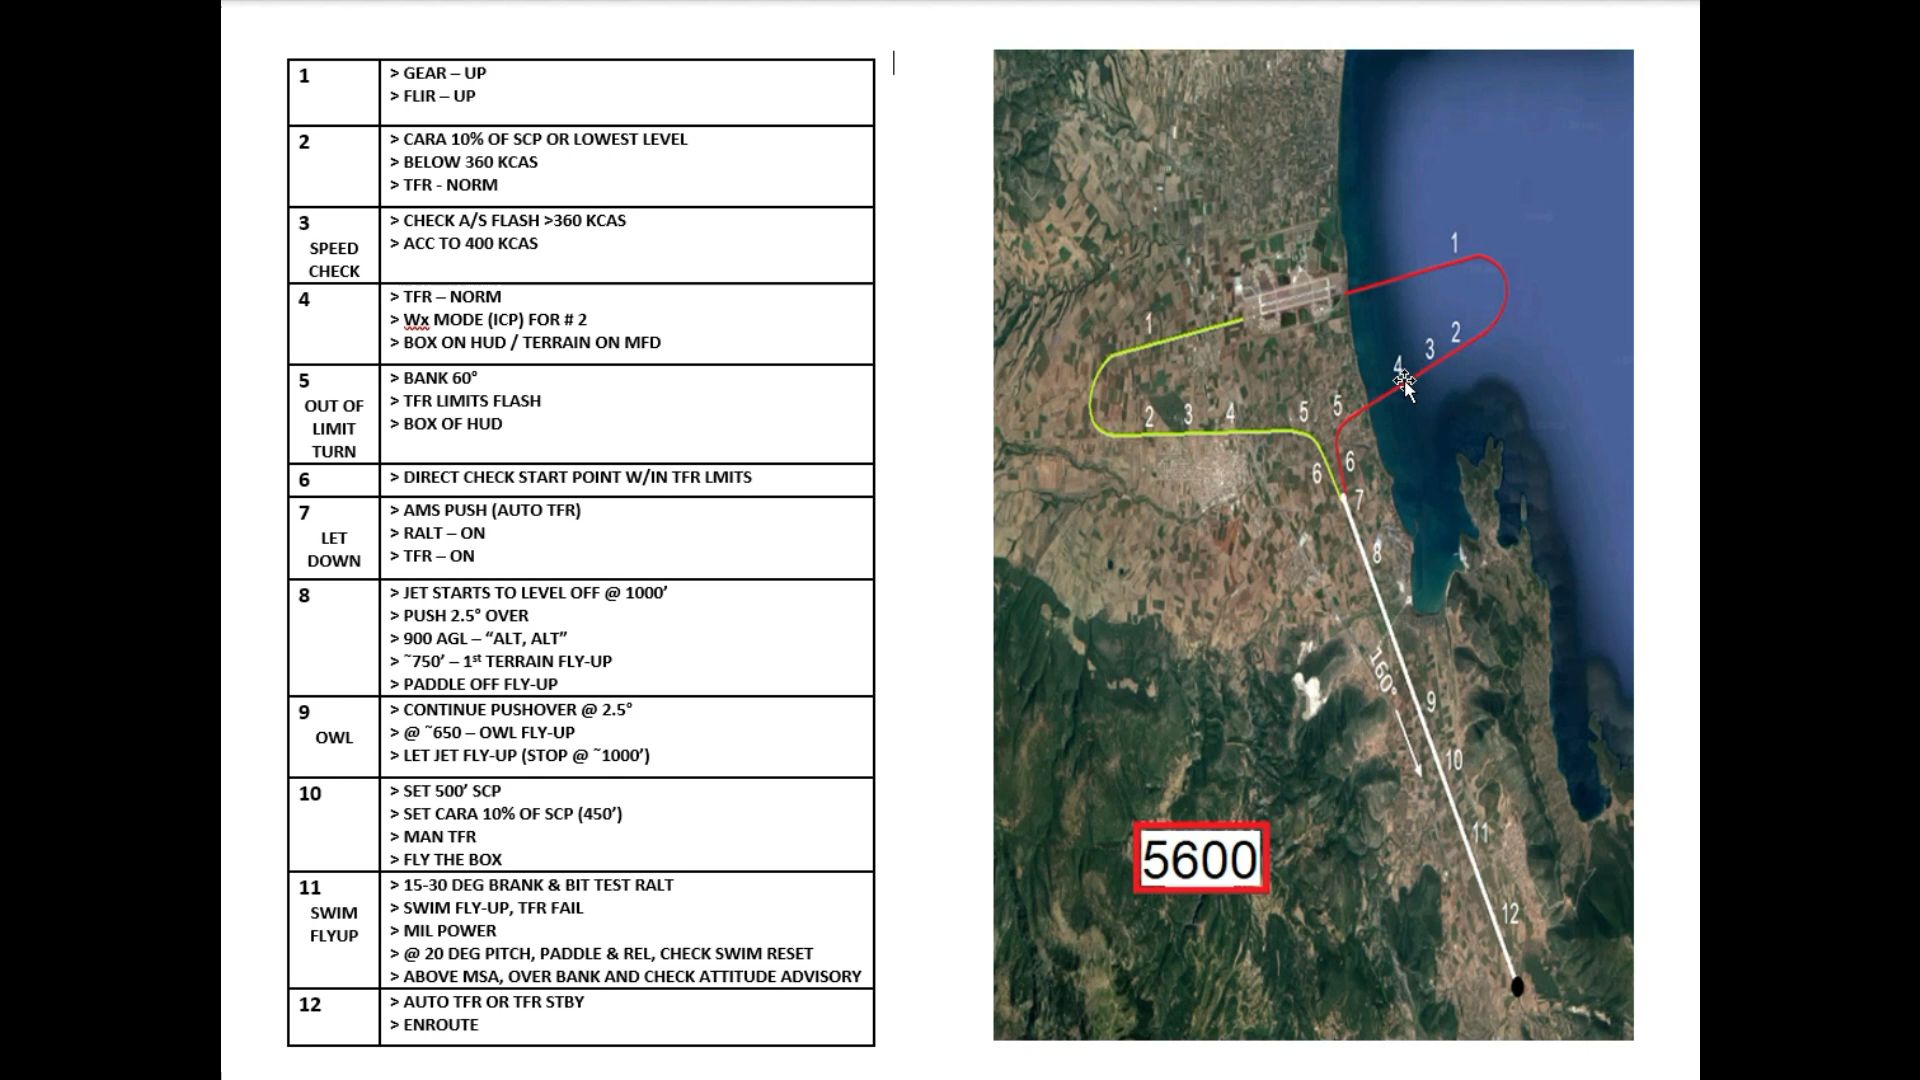 1
> GEAR – UP
> FLIR – UP
2
> CARA 10% OF SCP OR LOWEST LEVEL
> BELOW 360 KCAS
> TFR - NORM
3
SPEED
CHECK
> CHECK A/S FLASH >360 KCAS
> ACC TO 400 KCAS
4
> TFR – NORM
> Wx MODE (ICP) FOR # 2
> BOX ON HUD / TERRAIN ON MFD
5
OUT OF
LIMIT
TURN
> BANK 60°
> TFR LIMITS FLASH
> BOX OF HUD
6
> DIRECT CHECK START POINT W/IN TFR LMITS
7
LET
DOWN
> AMS PUSH (AUTO TFR)
> RALT – ON
> TFR – ON
8
> JET STARTS TO LEVEL OFF @ 1000’
> PUSH 2.5° OVER
> 900 AGL – “ALT, ALT”
> ~750’ – 1st TERRAIN FLY-UP
> PADDLE OFF FLY-UP
9
OWL
> CONTINUE PUSHOVER @ 2.5°
> @ ~650 – OWL FLY-UP
> LET JET FLY-UP (STOP @ ~1000’)
10
> SET 500’ SCP
> SET CARA 10% OF SCP (450’)
> MAN TFR
> FLY THE BOX
11
SWIM
FLYUP
> 15-30 DEG BRANK & BIT TEST RALT
> SWIM FLY-UP, TFR FAIL
> MIL POWER
> @ 20 DEG PITCH, PADDLE & REL, CHECK SWIM RESET
> ABOVE MSA, OVER BANK AND CHECK ATTITUDE ADVISORY
12
> AUTO TFR OR TFR STBY
> ENROUTE
1
1
2
3
4
2
3
4
5
5
6
6
7
8
160°
9
10
11
5600
12